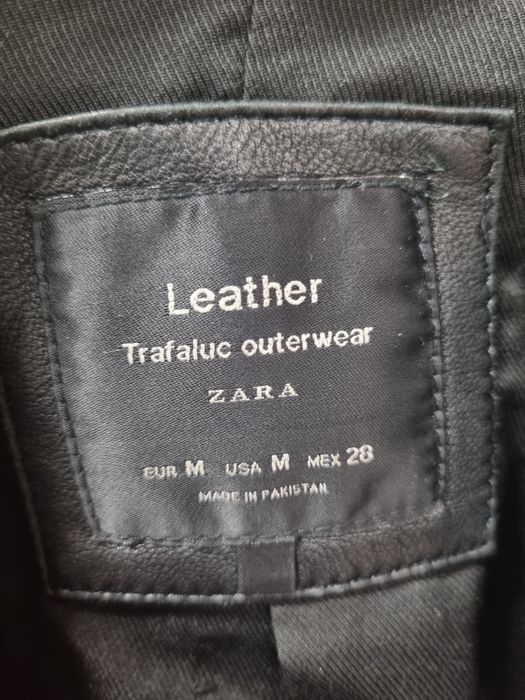 Leather
Trafaluc outerwear
ZARA
EUR M USA M MEX 28
MADE IN PAKISTAN